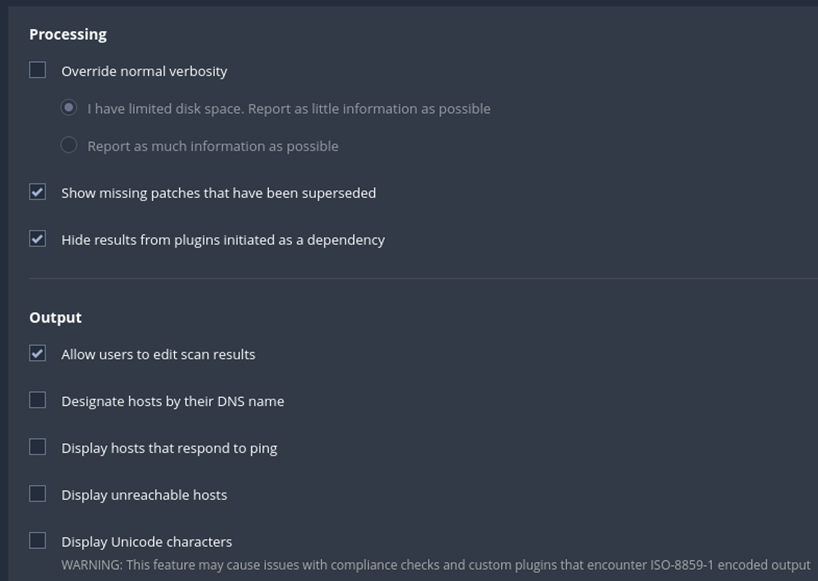 Processing
Override normal verbosity
I have limited disk space. Report as little information as possible
Report as much information as possible
Show missing patches that have been superseded
Hide results from plugins initiated as a dependency
Output
Allow users to edit scan results
Designate hosts by their DNS name
Display hosts that respond to ping
Display unreachable hosts
Display Unicode characters
WARNING: This feature may cause issues with compliance checks and custom plugins that encounter ISO-8859-1 encoded output